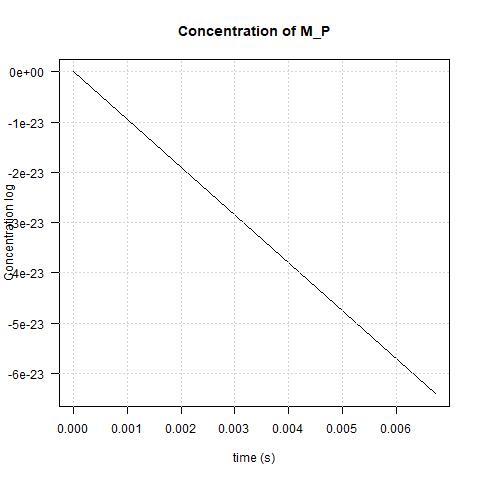 Concentration of M_P
0e+00
-1e-23
-2e-23
-3e-23
-4e-23
-5e-23
-6e-23
Concentration log
0.000 0.001 0.002 0.003 0.004 0.005 0.006
time (s)